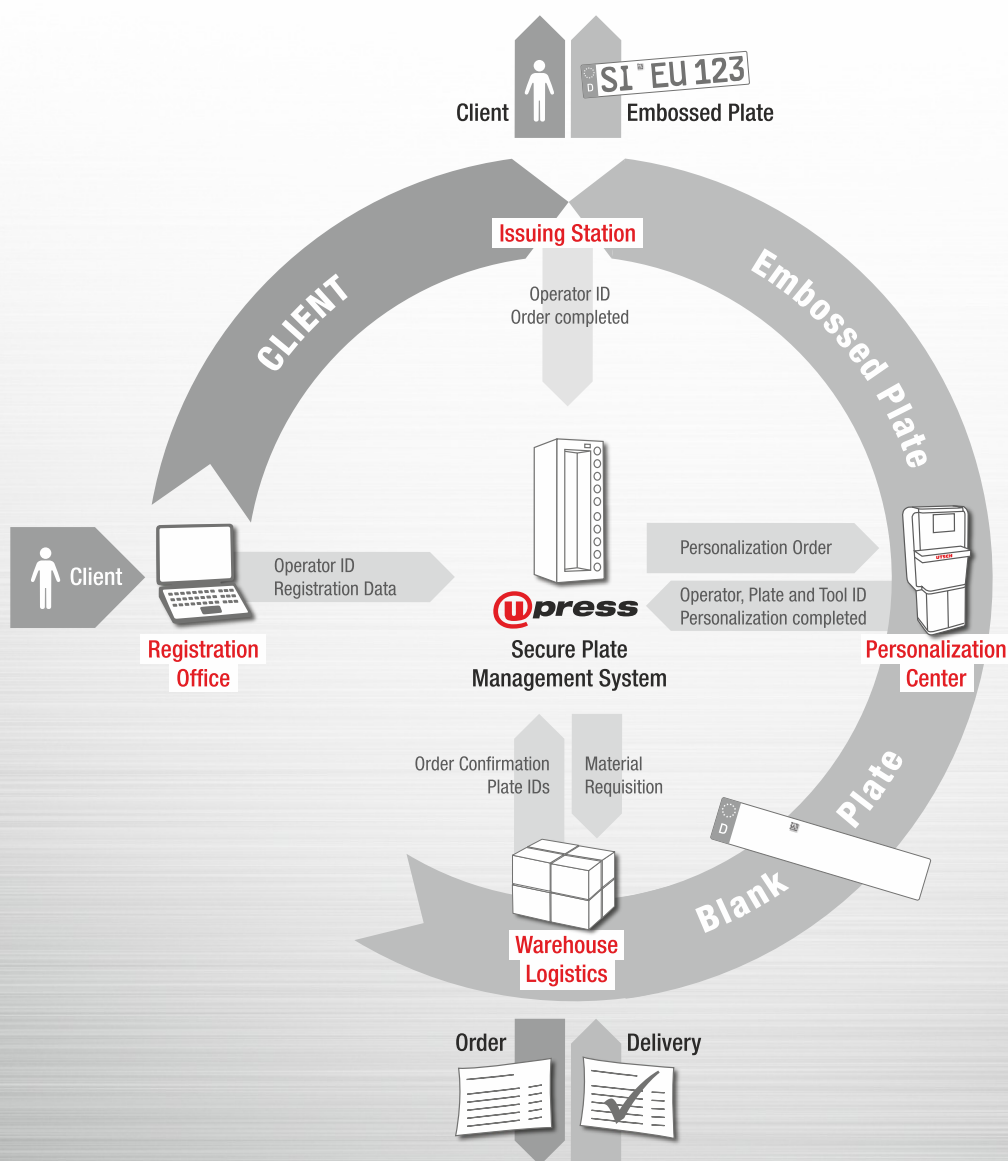 SI EU 123
D
Client
Embossed Plate
Issuing Station
CLIENT
Embossed Plate
Operator ID
Order completed
Client
Operator ID
Registration Data
Personalization Order
UTSCH
Operator, Plate and Tool ID
Personalization completed
@upress
Registration
Office
Secure Plate
Management System
Personalization
Center
Order Confirmation
Plate IDs
Material
Requisition
D
Blank Plate
Warehouse
Logistics
Order
Delivery